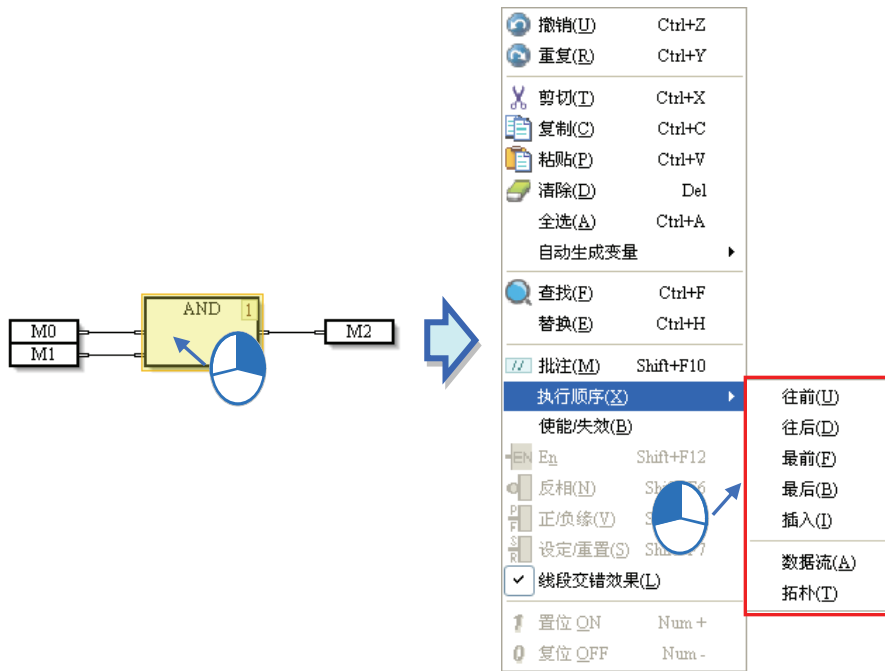 M0
M1
AND 1
M2
撤销(U) Ctrl+Z
重复(R) Ctrl+Y
剪切(T) Ctrl+X
复制(C) Ctrl+C
粘贴(P) Ctrl+V
清除(D) Del
全选(A) Ctrl+A
自动生成变量
查找(F) Ctrl+F
替换(E) Ctrl+H
// 批注(M) Shift+F10
执行顺序(X)
使能/失效(B)
EN En Shift+F12
反相(N)
P F 正/负缘(V)
S R 设定/重置(S)
线段交错效果(L)
1 置位 ON Num +
0 复位 OFF Num -
往前(U)
往后(D)
最前(F)
最后(B)
插入(I)
数据流(A)
拓朴(T)